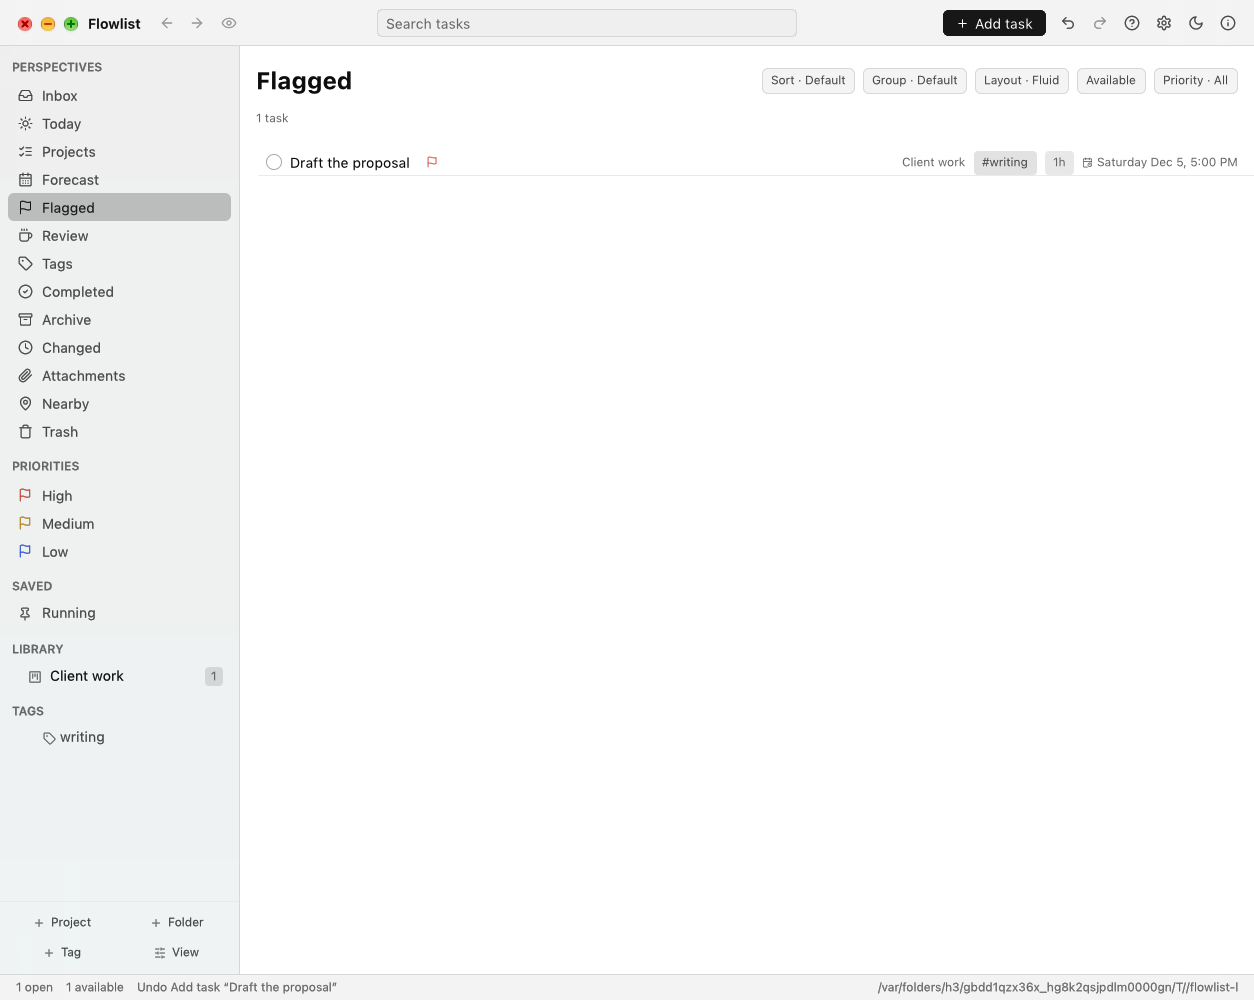 Flowlist
Search tasks
+ Add task
PERSPECTIVES
Inbox
Today
Projects
Forecast
Flagged
Review
Tags
Completed
Archive
Changed
Attachments
Nearby
Trash
PRIORITIES
High
Medium
Low
SAVED
Running
LIBRARY
Client work 1
TAGS
writing
+ Project + Folder
+ Tag View
Flagged
Sort · Default Group · Default Layout · Fluid Available Priority · All
1 task
Draft the proposal Client work #writing 1h Saturday Dec 5, 5:00 PM
1 open 1 available Undo Add task “Draft the proposal” /var/folders/h3/gbdd1qzx36x_hg8k2qsjpdlm0000gn/T//flowlist-l